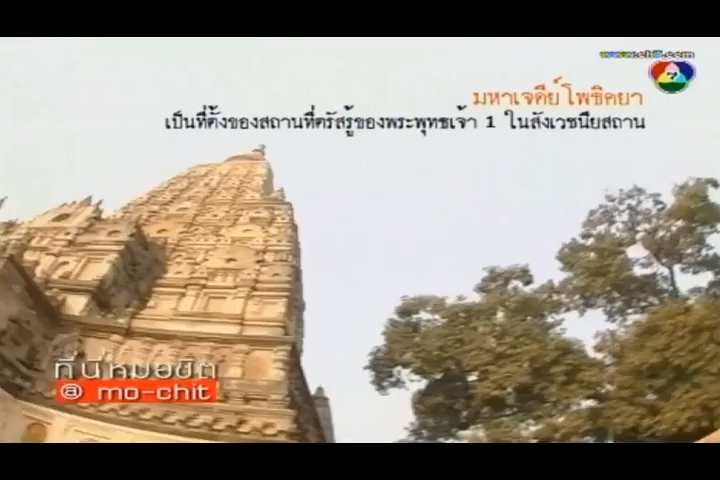 www.ch7.com
มหาเจดีย์โพธิคยา
เป็นที่ตั้งของสถานที่ตรัสรู้ของพระพุทธเจ้า 1 ในสังเวชนียสถาน
ที่นี่หมอชิต
@ mo-chit